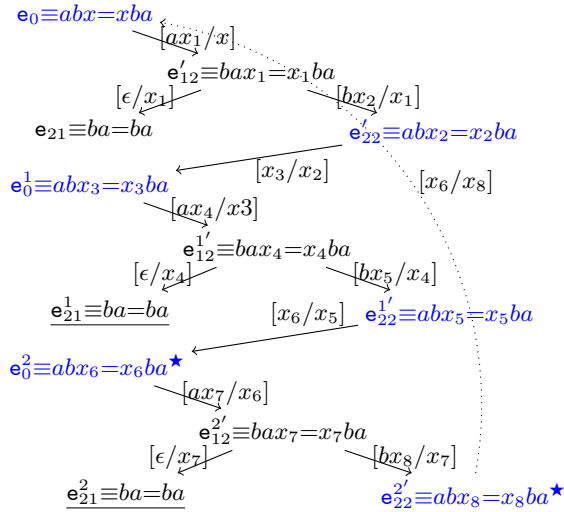 e₀≡abx=xba
[ax₁/x]
e′₁₂≡bax₁=x₁ba
[ϵ/x₁] [bx₂/x₁]
e₂₁≡ba=ba e′₂₂≡abx₂=x₂ba
[x₃/x₂] [x₆/x₈]
e¹₀≡abx₃=x₃ba
[ax₄/x3]
e¹′₁₂≡bax₄=x₄ba
[ϵ/x₄] [bx₅/x₄]
e¹₂₁≡ba=ba e¹′₂₂≡abx₅=x₅ba
[x₆/x₅]
e²₀≡abx₆=x₆ba★
[ax₇/x₆]
e²′₁₂≡bax₇=x₇ba
[ϵ/x₇] [bx₈/x₇]
e²₂₁≡ba=ba e²′₂₂≡abx₈=x₈ba★